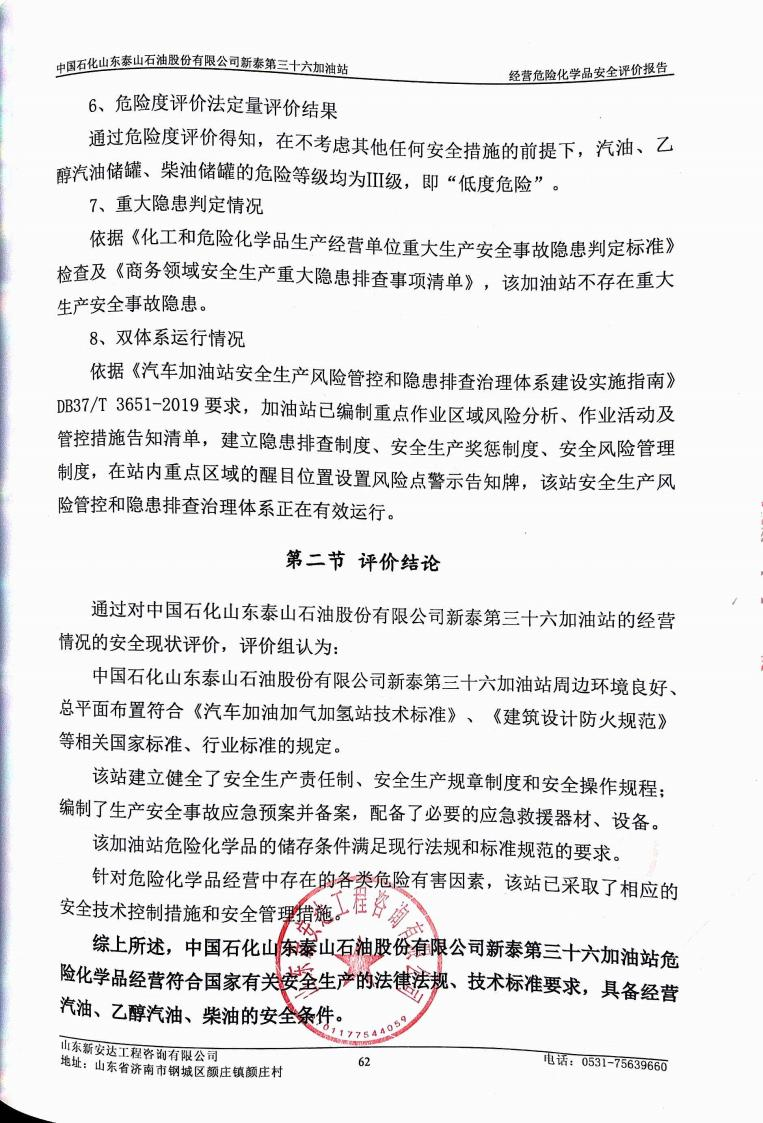 中国石化山东泰山石油股份有限公司新泰第三十六加油站
经营危险化学品安全评价报告
6、危险度评价法定量评价结果
通过危险度评价得知，在不考虑其他任何安全措施的前提下，汽油、乙
醇汽油储罐、柴油储罐的危险等级均为III级，即“低度危险”。
7、重大隐患判定情况
依据《化工和危险化学品生产经营单位重大生产安全事故隐患判定标准》
检查及《商务领域安全生产重大隐患排查事项清单》，该加油站不存在重大
生产安全事故隐患。
8、双体系运行情况
依据《汽车加油站安全生产风险管控和隐患排查治理体系建设实施指南》
DB37/T 3651-2019 要求，加油站已编制重点作业区域风险分析、作业活动及
管控措施告知清单，建立隐患排查制度、安全生产奖惩制度、安全风险管理
制度，在站内重点区域的醒目位置设置风险点警示告知牌，该站安全生产风
险管控和隐患排查治理体系正在有效运行。
第二节 评价结论
通过对中国石化山东泰山石油股份有限公司新泰第三十六加油站的经营
情况的安全现状评价，评价组认为：
中国石化山东泰山石油股份有限公司新泰第三十六加油站周边环境良好、
总平面布置符合《汽车加油加气加氢站技术标准》、《建筑设计防火规范》
等相关国家标准、行业标准的规定。
该站建立健全了安全生产责任制、安全生产规章制度和安全操作规程；
编制了生产安全事故应急预案并备案，配备了必要的应急救援器材、设备。
该加油站危险化学品的储存条件满足现行法规和标准规范的要求。
针对危险化学品经营中存在的各类危险有害因素，该站已采取了相应的
安全技术控制措施和安全管理措施。
综上所述，中国石化山东泰山石油股份有限公司新泰第三十六加油站危
险化学品经营符合国家有关安全生产的法律法规、技术标准要求，具备经营
汽油、乙醇汽油、柴油的安全条件。
山东新安达工程咨询有限公司
01177544059
山东新安达工程咨询有限公司
地址：山东省济南市钢城区颜庄镇颜庄村
62
电话：0531-75639660